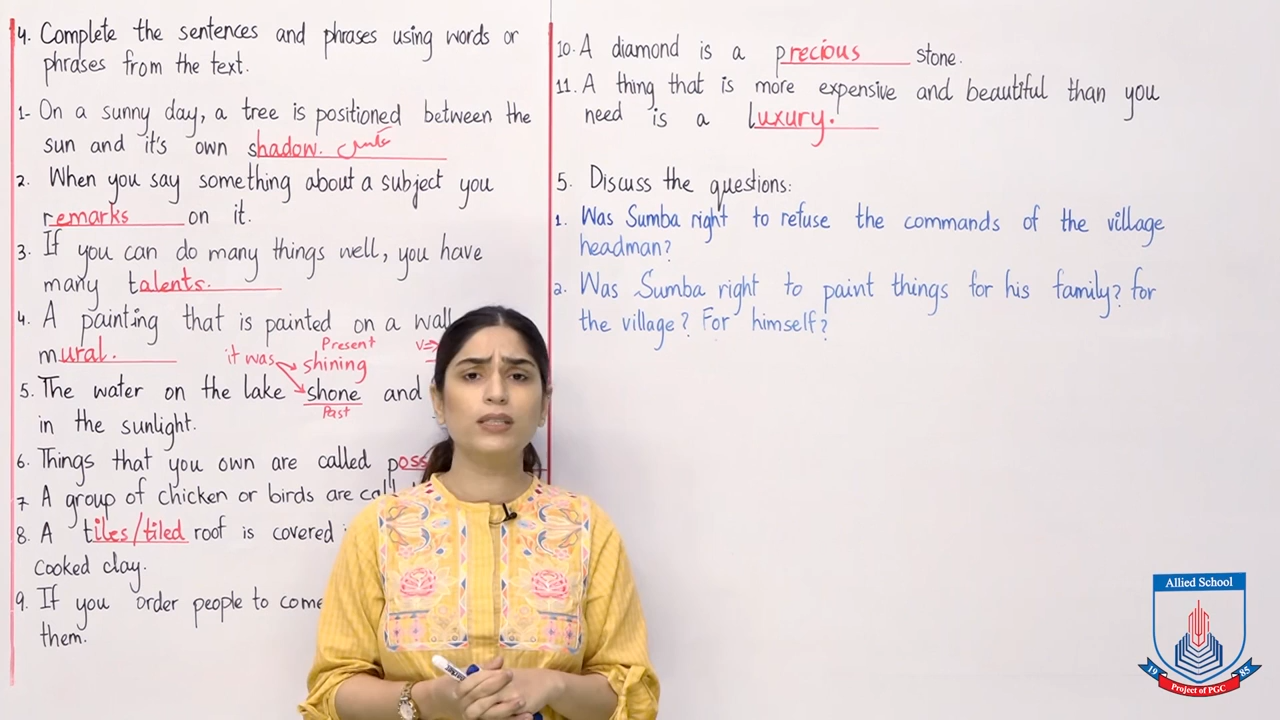 4. Complete the sentences and phrases using words or
phrases from the text.
1- On a sunny day, a tree is positioned between the
sun and it's own shadow. عکس
2. When you say something about a subject you
remarks on it.
3. If you can do many things well, you have
many talents.
4. A painting that is painted on a wall
mural.
it was
Present
shining
5. The water on the lake shone and
Past
in the sunlight.
6. Things that you own are called poss
7 A group of chicken or birds are call
8. A tiles/tiled roof is covered
cooked clay.
9. If you order people to come
them.
10. A diamond is a precious stone.
11. A thing that is more expensive and beautiful than you
need is a luxury.
5. Discuss the questions:
1. Was Sumba right to refuse the commands of the village
headman?
2. Was Sumba right to paint things for his family? for
the village? For himself?
Allied School
19 85
Project of PGC